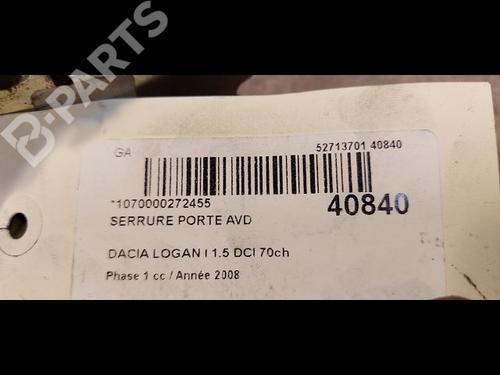 B-PARTS
GA
52713701 40840
*1070000272455
40840
SERRURE PORTE AVD
DACIA LOGAN I 1.5 DCI 70ch
Phase 1 cc / Année 2008